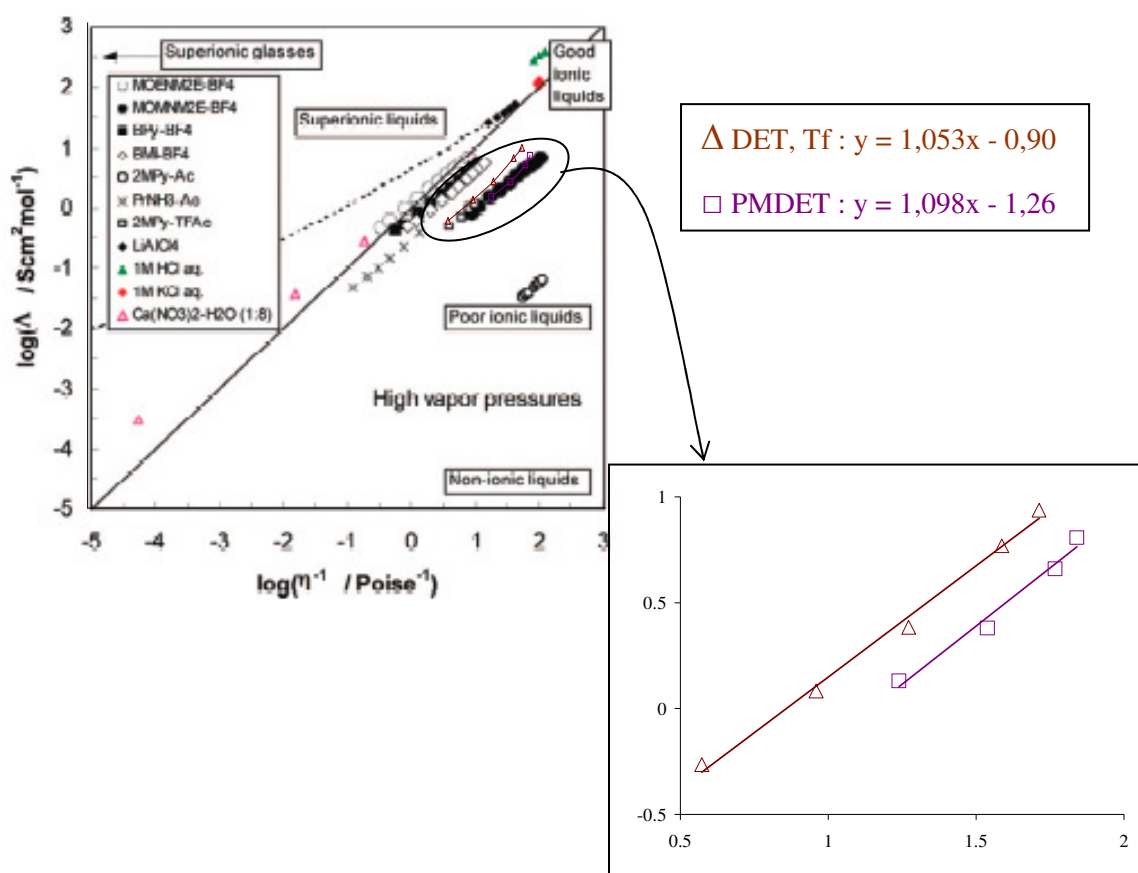 3
2
1
0
-1
-2
-3
-4
-5
log(Λ / Scm²mol⁻¹)
Superionic glasses
Good
ionic
liquids
MOENM2E-BF4
MOMNM2E-BF4
BPy-BF4
BMI-BF4
2MPy-Ac
PrNH3-Ac
2MPy-TFAc
LiAlCl4
1M HCl aq.
1M KCl aq.
Ca(NO3)2-H2O (1:8)
Superionic liquids
Poor ionic liquids
High vapor pressures
Non-ionic liquids
-5 -4 -3 -2 -1 0 1 2 3
log(η⁻¹ / Poise⁻¹)
Δ DET, Tf : y = 1,053x - 0,90
□ PMDET : y = 1,098x - 1,26
1
0.5
0
-0.5
0.5 1 1.5 2